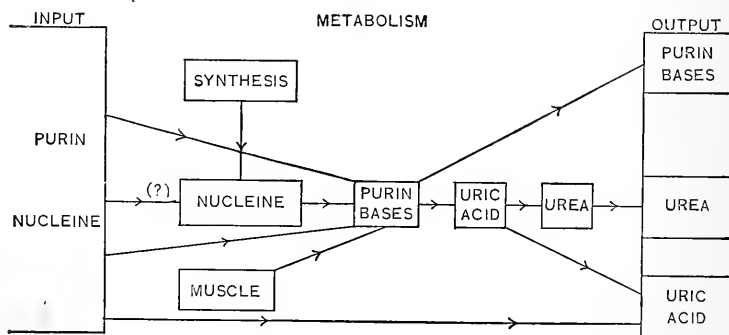 INPUT
METABOLISM
OUTPUT
PURIN
BASES
SYNTHESIS
PURIN
(?)
NUCLEINE
PURIN
BASES
URIC
ACID
UREA
UREA
NUCLEINE
MUSCLE
URIC
ACID